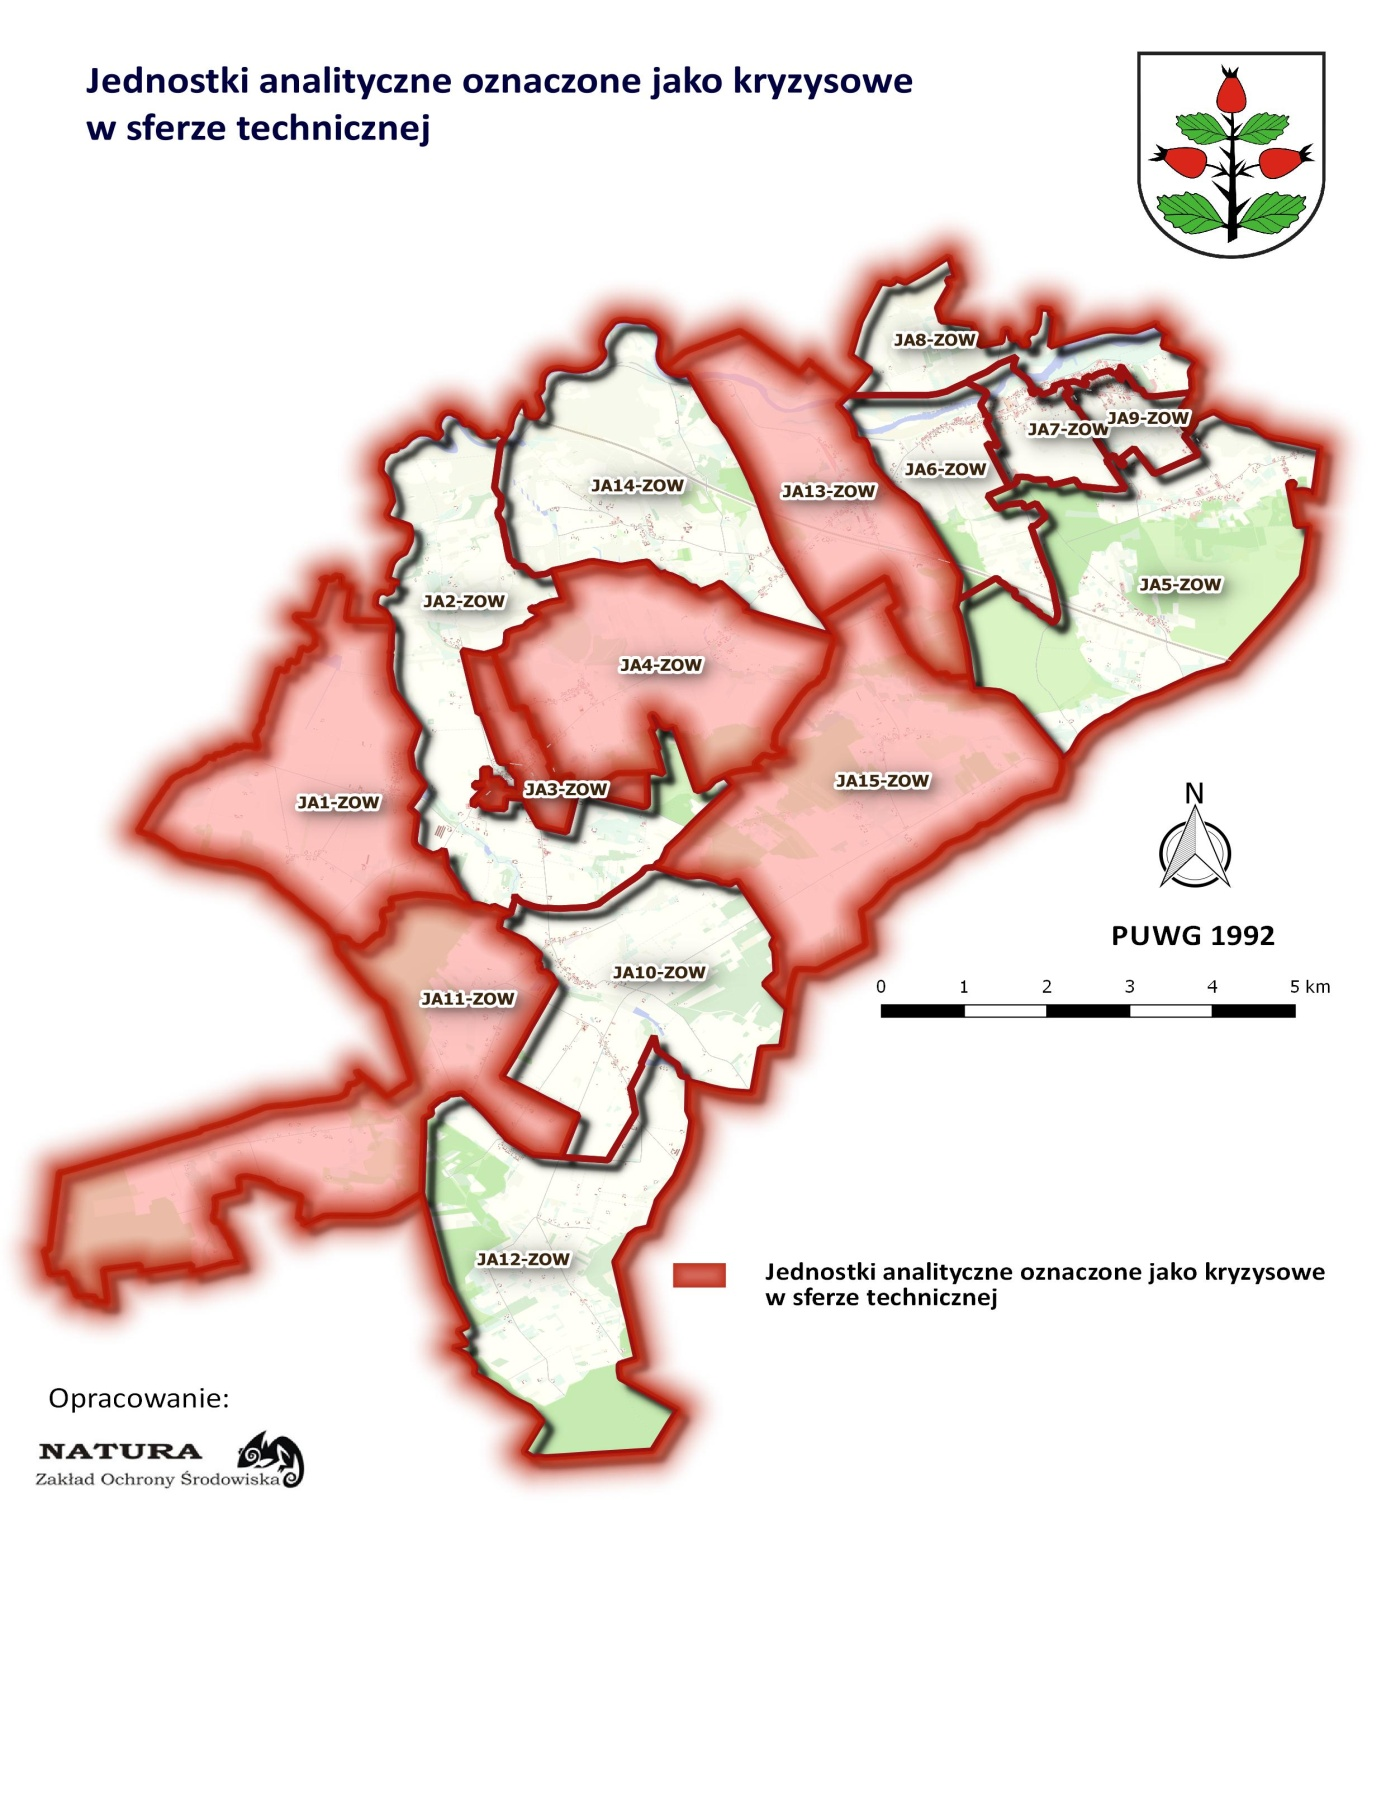 Jednostki analityczne oznaczone jako kryzysowe
w sferze technicznej
JA8-ZOW
JA9-ZOW
JA7-ZOW
JA6-ZOW
JA14-ZOW
JA13-ZOW
JA5-ZOW
JA2-ZOW
JA4-ZOW
JA15-ZOW
JA3-ZOW
JA1-ZOW
N
PUWG 1992
JA10-ZOW
0 1 2 3 4 5 km
JA11-ZOW
JA12-ZOW
Jednostki analityczne oznaczone jako kryzysowe
w sferze technicznej
Opracowanie:
NATURA
Zakład Ochrony Środowiska